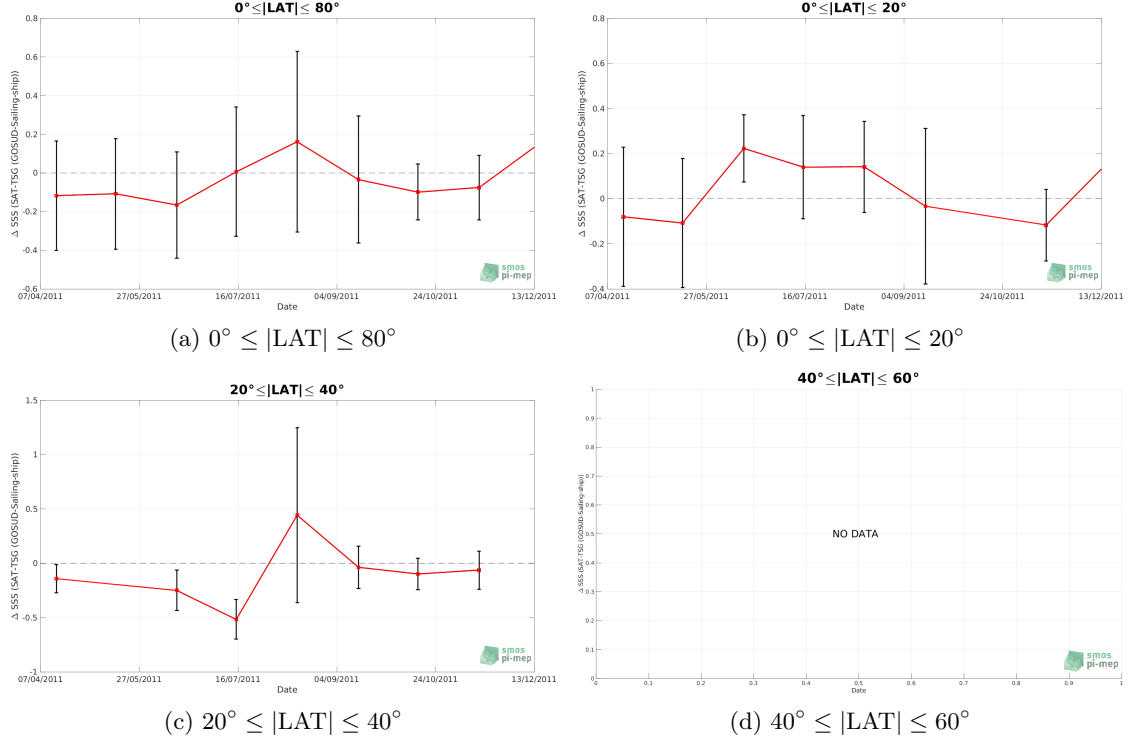 0°≤|LAT|≤ 80°
Δ SSS (SAT-TSG (GOSUD-Sailing-ship))
0.8
0.6
0.4
0.2
0
-0.2
-0.4
-0.6
07/04/2011 27/05/2011 16/07/2011 04/09/2011 24/10/2011 13/12/2011
Date
smos
pi-mep
(a) 0° ≤ |LAT| ≤ 80°
0°≤|LAT|≤ 20°
Δ SSS (SAT-TSG (GOSUD-Sailing-ship))
0.8
0.6
0.4
0.2
0
-0.2
-0.4
07/04/2011 27/05/2011 16/07/2011 04/09/2011 24/10/2011 13/12/2011
Date
smos
pi-mep
(b) 0° ≤ |LAT| ≤ 20°
20°≤|LAT|≤ 40°
Δ SSS (SAT-TSG (GOSUD-Sailing-ship))
1.5
1
0.5
0
-0.5
-1
07/04/2011 27/05/2011 16/07/2011 04/09/2011 24/10/2011 13/12/2011
Date
smos
pi-mep
(c) 20° ≤ |LAT| ≤ 40°
40°≤|LAT|≤ 60°
Δ SSS (SAT-TSG (GOSUD-Sailing-ship))
1
0.9
0.8
0.7
0.6
0.5
0.4
0.3
0.2
0.1
0
NO DATA
0 0.1 0.2 0.3 0.4 0.5 0.6 0.7 0.8 0.9 1
Date
smos
pi-mep
(d) 40° ≤ |LAT| ≤ 60°